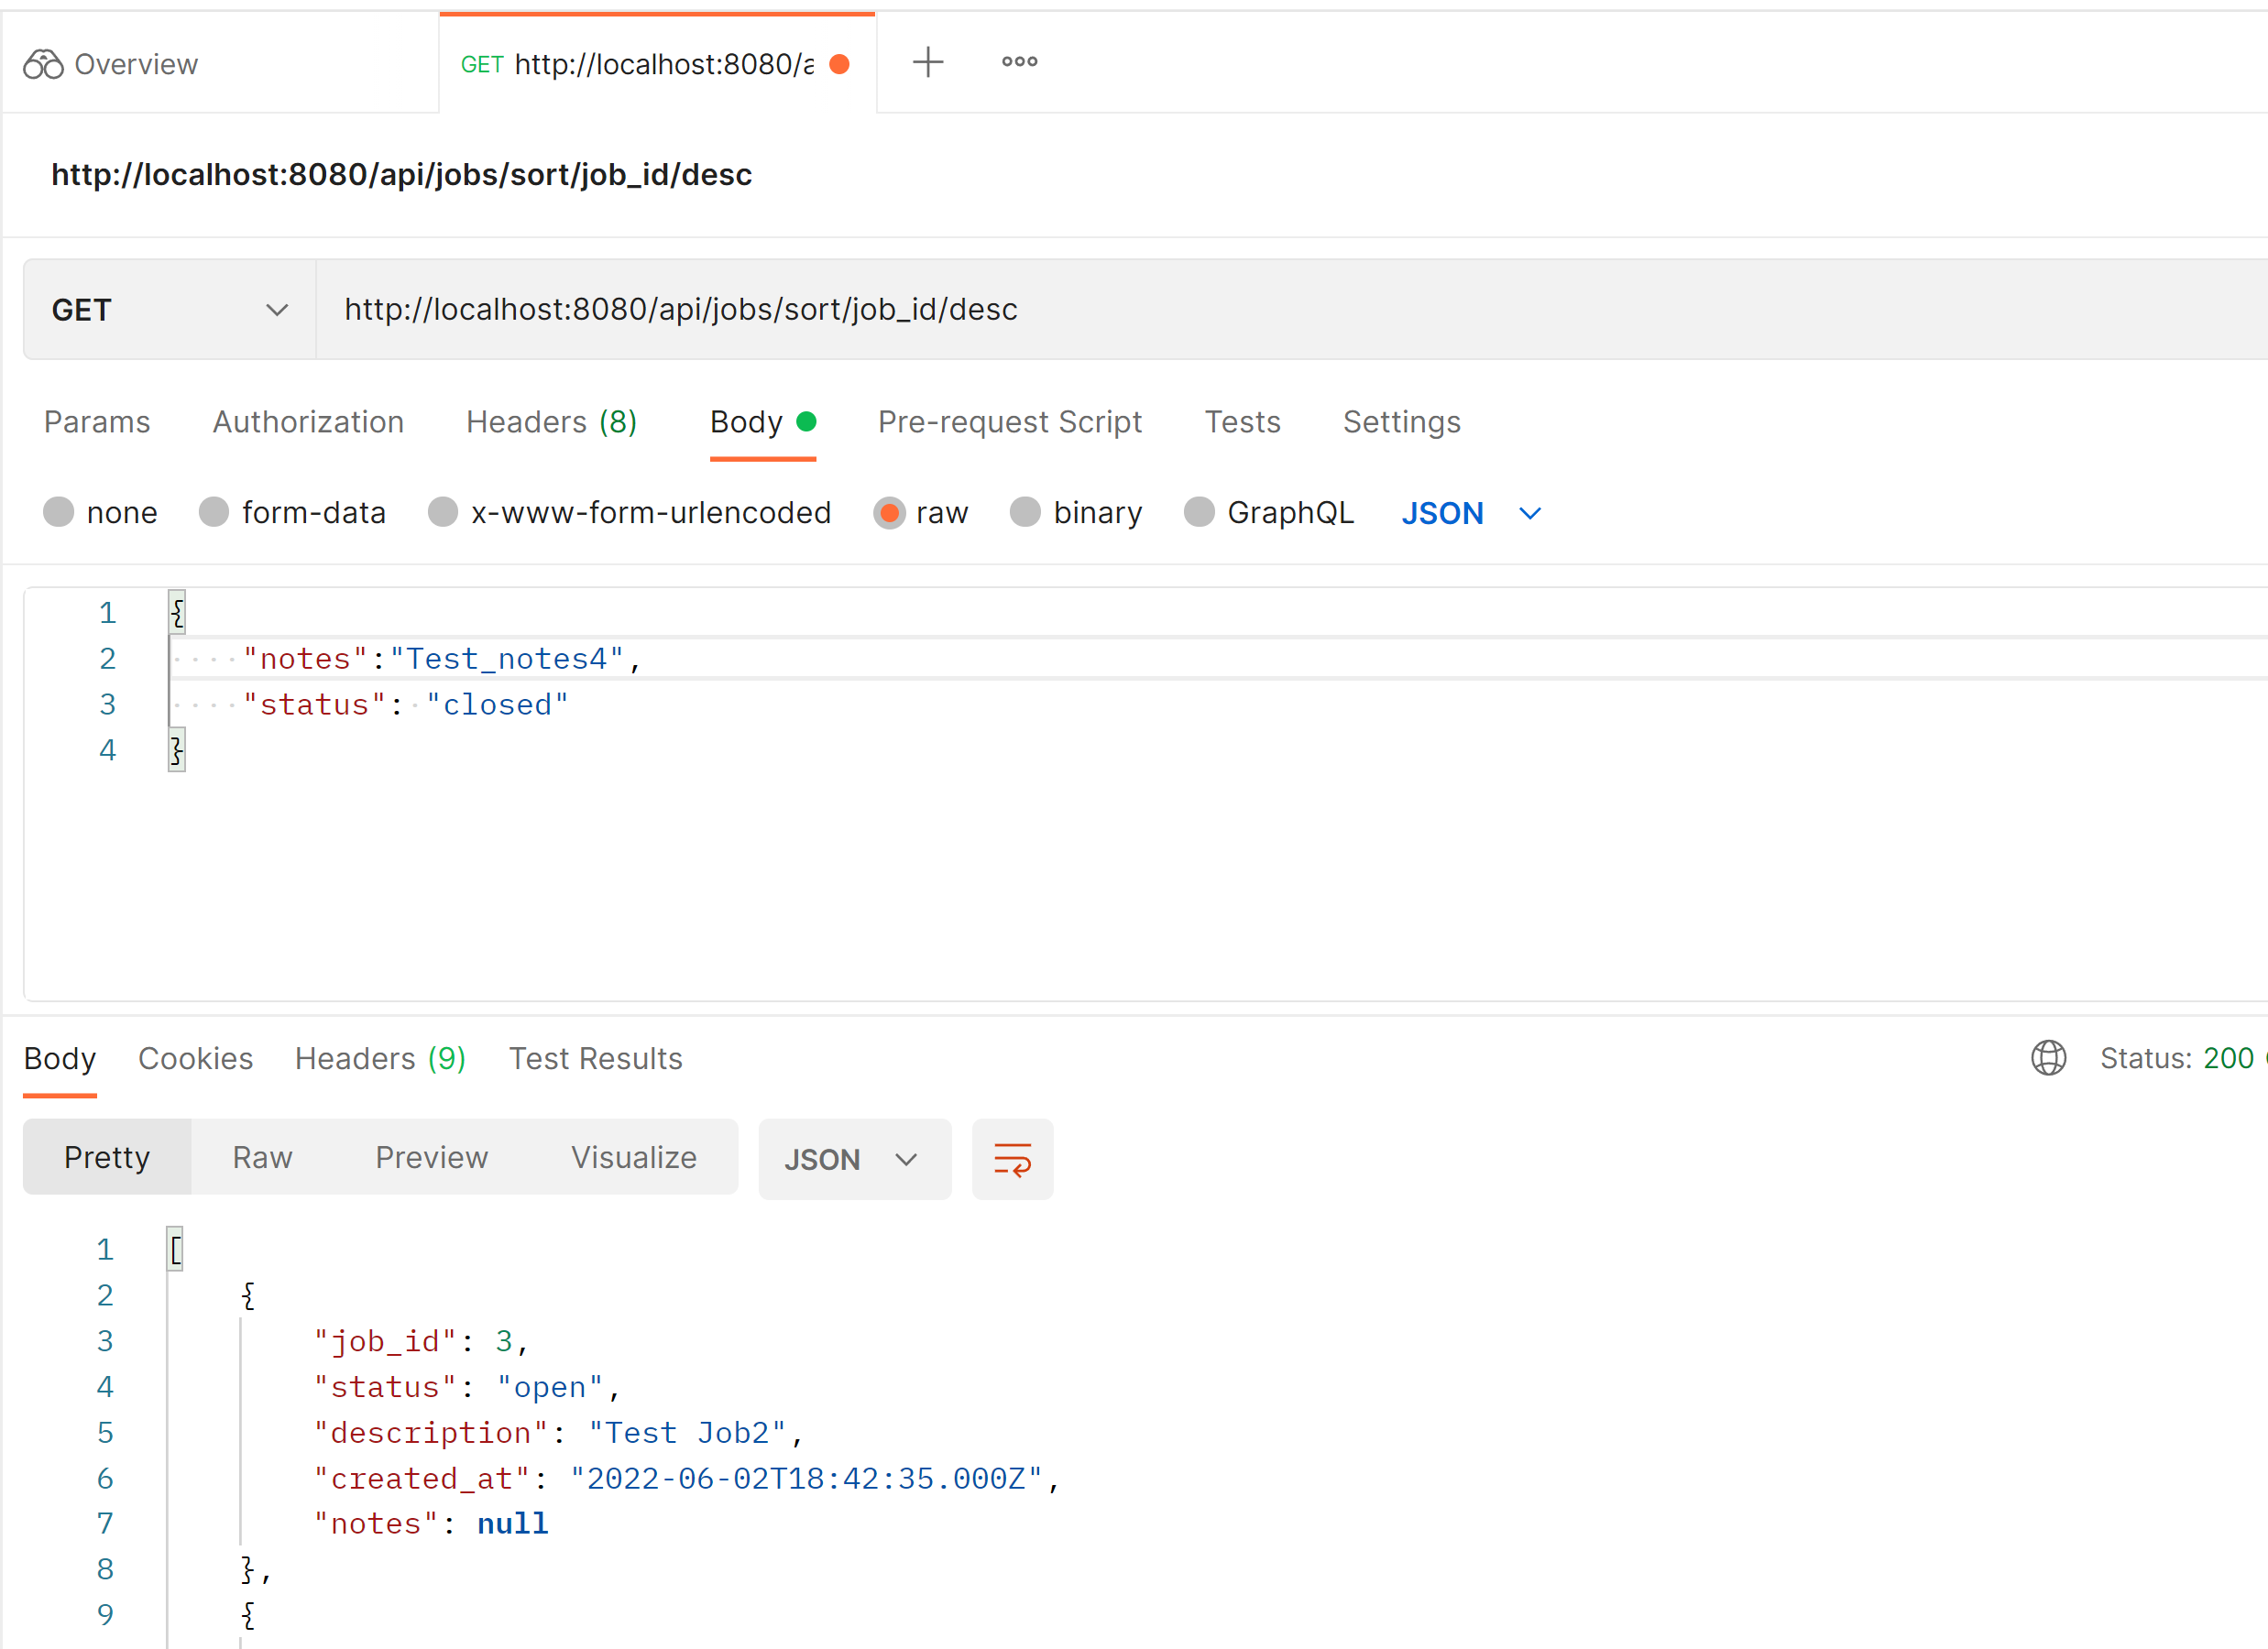 Overview
GET http://localhost:8080/a
http://localhost:8080/api/jobs/sort/job_id/desc
GET http://localhost:8080/api/jobs/sort/job_id/desc
Params Authorization Headers (8) Body Pre-request Script Tests Settings
none form-data x-www-form-urlencoded raw binary GraphQL JSON
1 {
2 "notes":"Test_notes4",
3 "status": "closed"
4 }
Body Cookies Headers (9) Test Results Status: 200
Pretty Raw Preview Visualize JSON
1 [
2 {
3 "job_id": 3,
4 "status": "open",
5 "description": "Test Job2",
6 "created_at": "2022-06-02T18:42:35.000Z",
7 "notes": null
8 },
9 {